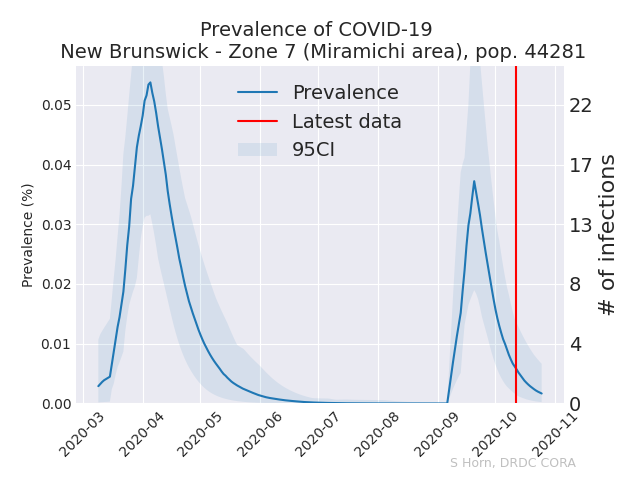 Prevalence of COVID-19
New Brunswick - Zone 7 (Miramichi area), pop. 44281
Prevalence
Latest data
95CI
Prevalence (%)
0.05
0.04
0.03
0.02
0.01
0.00
22
17
13
8
4
0
# of infections
2020-03
2020-04
2020-05
2020-06
2020-07
2020-08
2020-09
2020-10
2020-11
S Horn, DRDC CORA